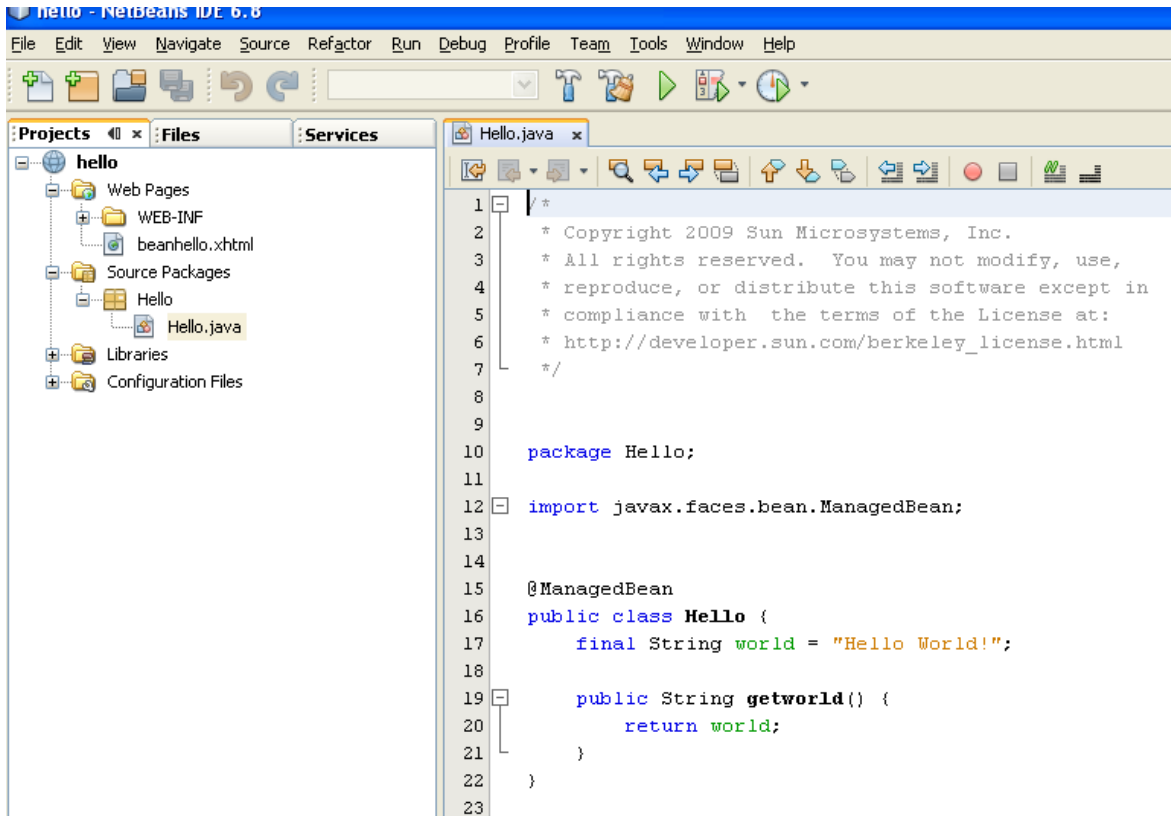 hello - NetBeans IDE 6.8
File Edit View Navigate Source Refactor Run Debug Profile Team Tools Window Help
Projects Files Services
hello
Web Pages
WEB-INF
beanhello.xhtml
Source Packages
Hello
Hello.java
Libraries
Configuration Files
Hello.java
1 /*
2  * Copyright 2009 Sun Microsystems, Inc.
3  * All rights reserved.  You may not modify, use,
4  * reproduce, or distribute this software except in
5  * compliance with  the terms of the License at:
6  * http://developer.sun.com/berkeley_license.html
7  */
8
9
10 package Hello;
11
12 import javax.faces.bean.ManagedBean;
13
14
15 @ManagedBean
16 public class Hello {
17     final String world = "Hello World!";
18
19     public String getworld() {
20         return world;
21     }
22 }
23